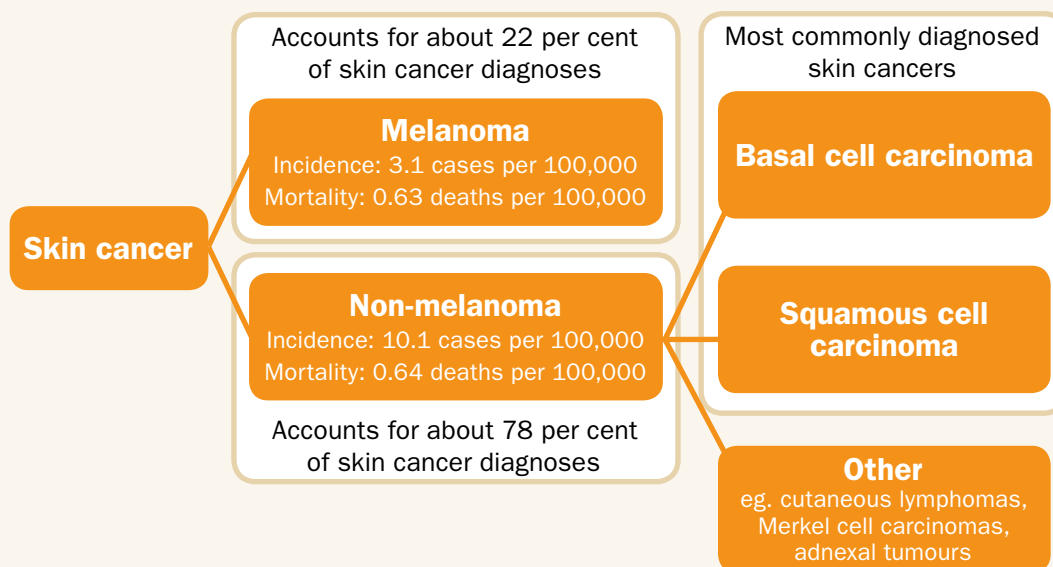 Skin cancer
Accounts for about 22 per cent
of skin cancer diagnoses
Melanoma
Incidence: 3.1 cases per 100,000
Mortality: 0.63 deaths per 100,000
Non-melanoma
Incidence: 10.1 cases per 100,000
Mortality: 0.64 deaths per 100,000
Accounts for about 78 per cent
of skin cancer diagnoses
Most commonly diagnosed
skin cancers
Basal cell carcinoma
Squamous cell
carcinoma
Other
eg. cutaneous lymphomas,
Merkel cell carcinomas,
adnexal tumours